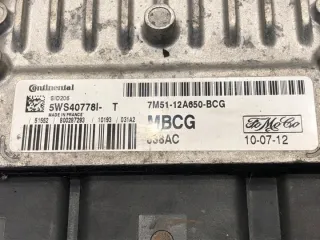 Continental
SID206
5WS40776I- T
MADE IN FRANCE
7M51-12A650-BCG
MBCG
FoMoCo
10-07-12